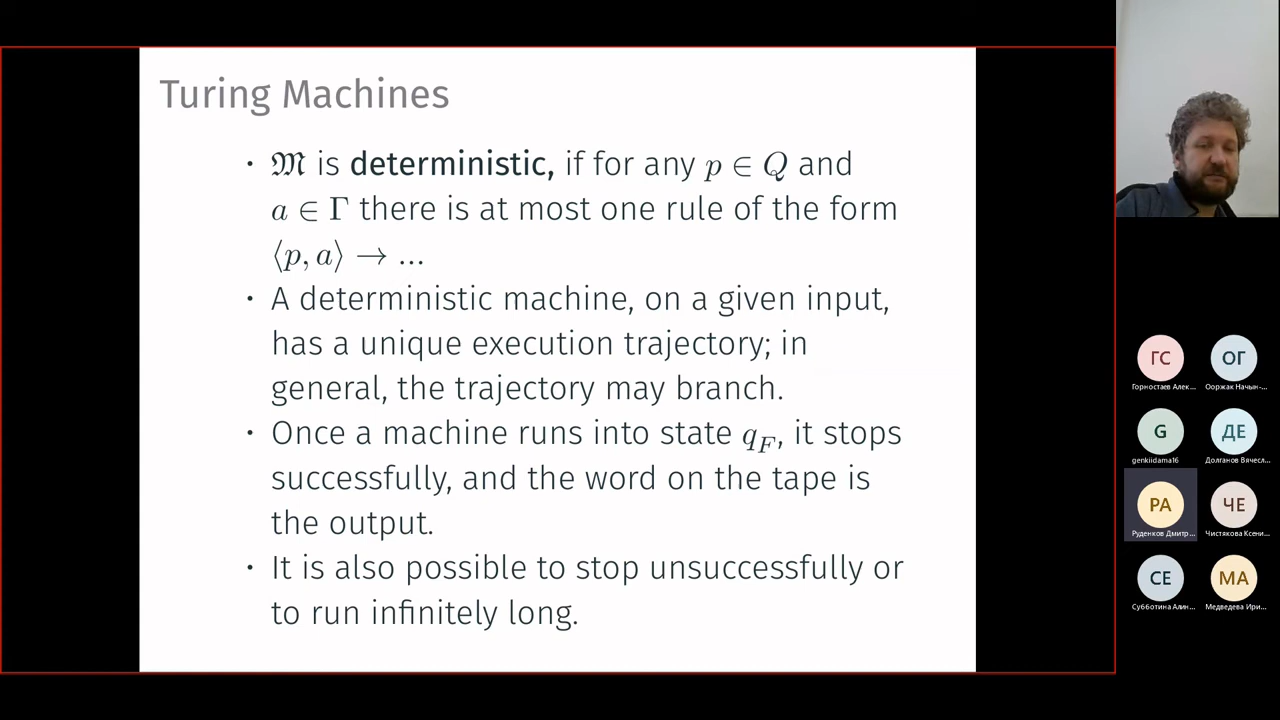 Turing Machines
· 𝔐 is deterministic, if for any p ∈ Q and
a ∈ Γ there is at most one rule of the form
⟨p, a⟩ → ...
· A deterministic machine, on a given input,
has a unique execution trajectory; in
general, the trajectory may branch.
· Once a machine runs into state q_F, it stops
successfully, and the word on the tape is
the output.
· It is also possible to stop unsuccessfully or
to run infinitely long.
ГС ОГ
Горностаев Алек... Ооржак Начын-...
G ДЕ
genkiidama16 Долганов Вячесл...
РА ЧЕ
Руденков Дмитр... Чистякова Ксени...
СЕ МА
Субботина Алин... Медведева Ири...